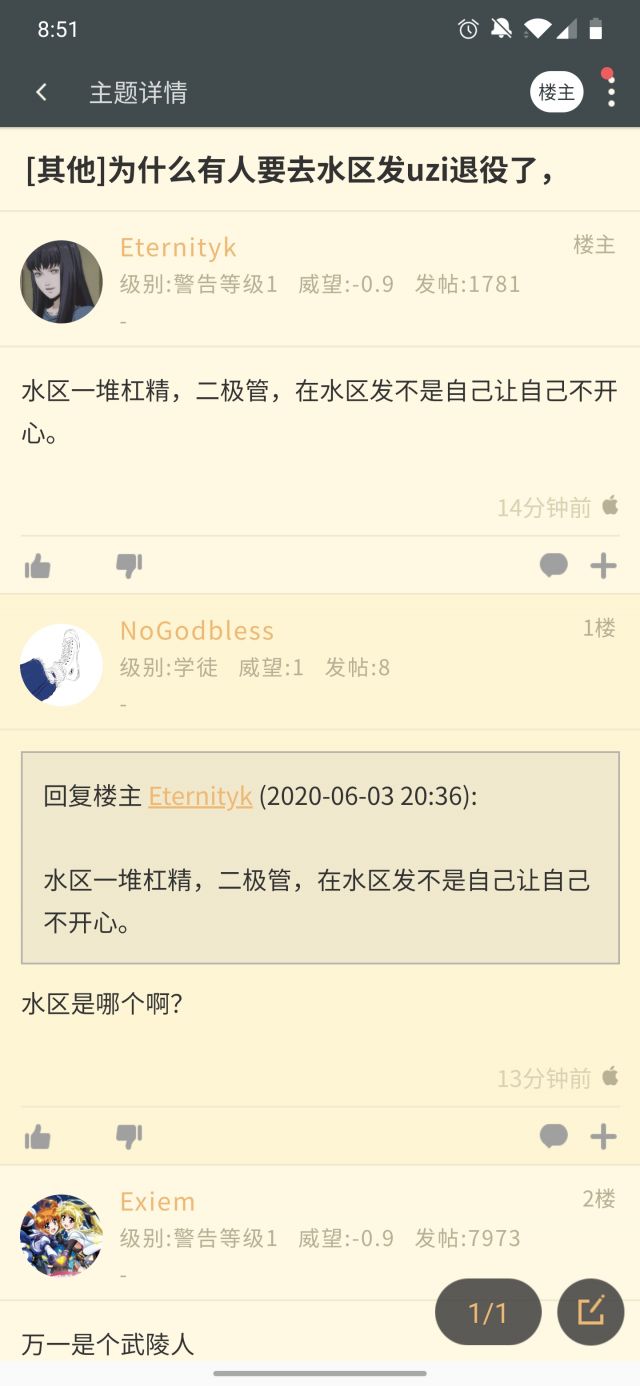 8:51
主题详情
楼主
[其他]为什么有人要去水区发uzi退役了，
Eternityk
楼主
级别:警告等级1 威望:-0.9 发帖:1781
-
水区一堆杠精，二极管，在水区发不是自己让自己不开
心。
14分钟前
NoGodbless
1楼
级别:学徒 威望:1 发帖:8
-
回复楼主 Eternityk (2020-06-03 20:36):
水区一堆杠精，二极管，在水区发不是自己让自己
不开心。
水区是哪个啊？
13分钟前
Exiem
2楼
级别:警告等级1 威望:-0.9 发帖:7973
-
1/1
万一是个武陵人